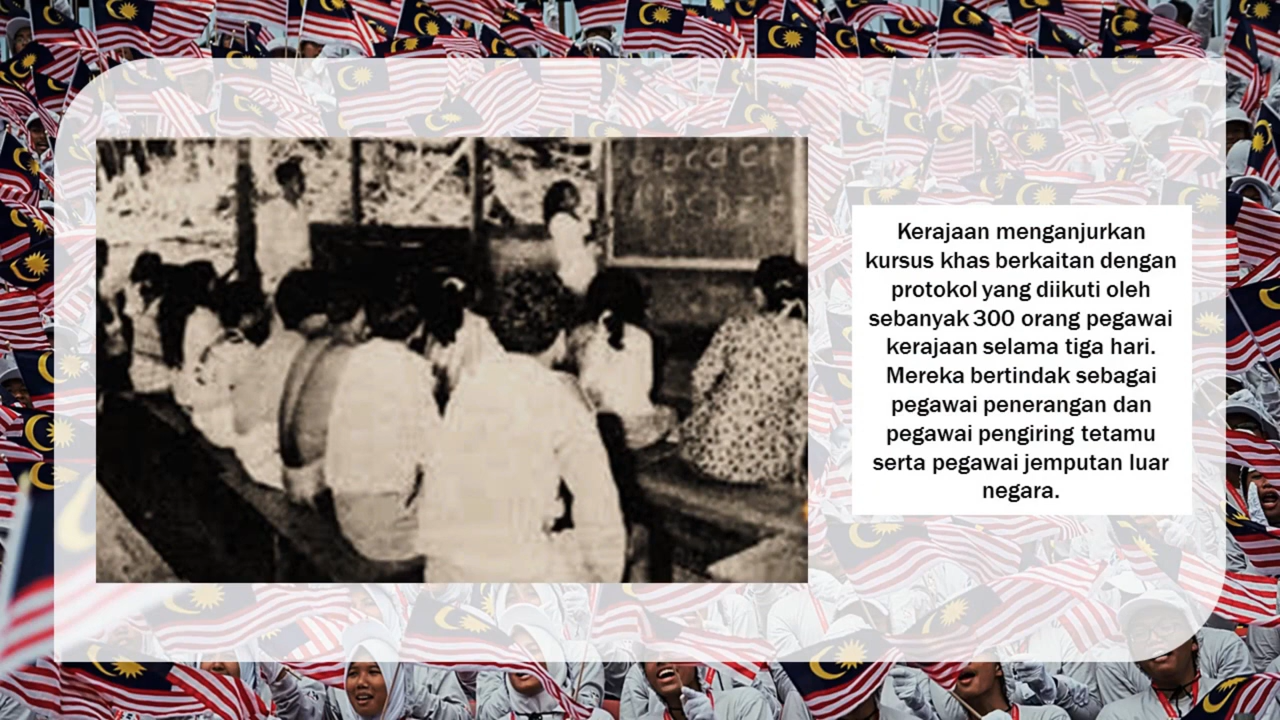 a b c d e f
A B C D E F
Kerajaan menganjurkan
kursus khas berkaitan dengan
protokol yang diikuti oleh
sebanyak 300 orang pegawai
kerajaan selama tiga hari.
Mereka bertindak sebagai
pegawai penerangan dan
pegawai pengiring tetamu
serta pegawai jemputan luar
negara.